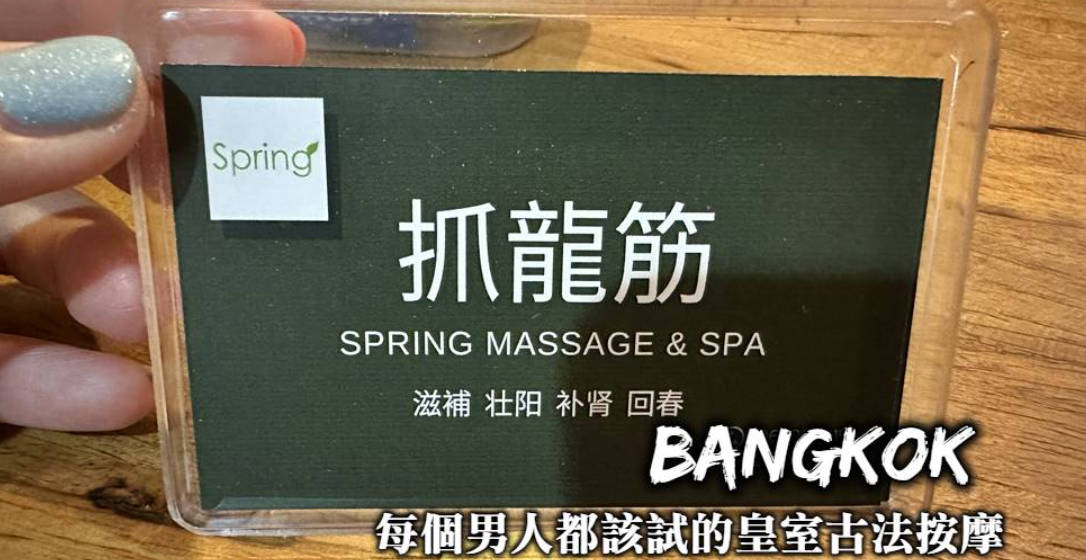 Spring
抓龍筋
SPRING MASSAGE & SPA
滋補 壮阳 补肾 回春
BANGKOK
每個男人都該試的皇室古法按摩